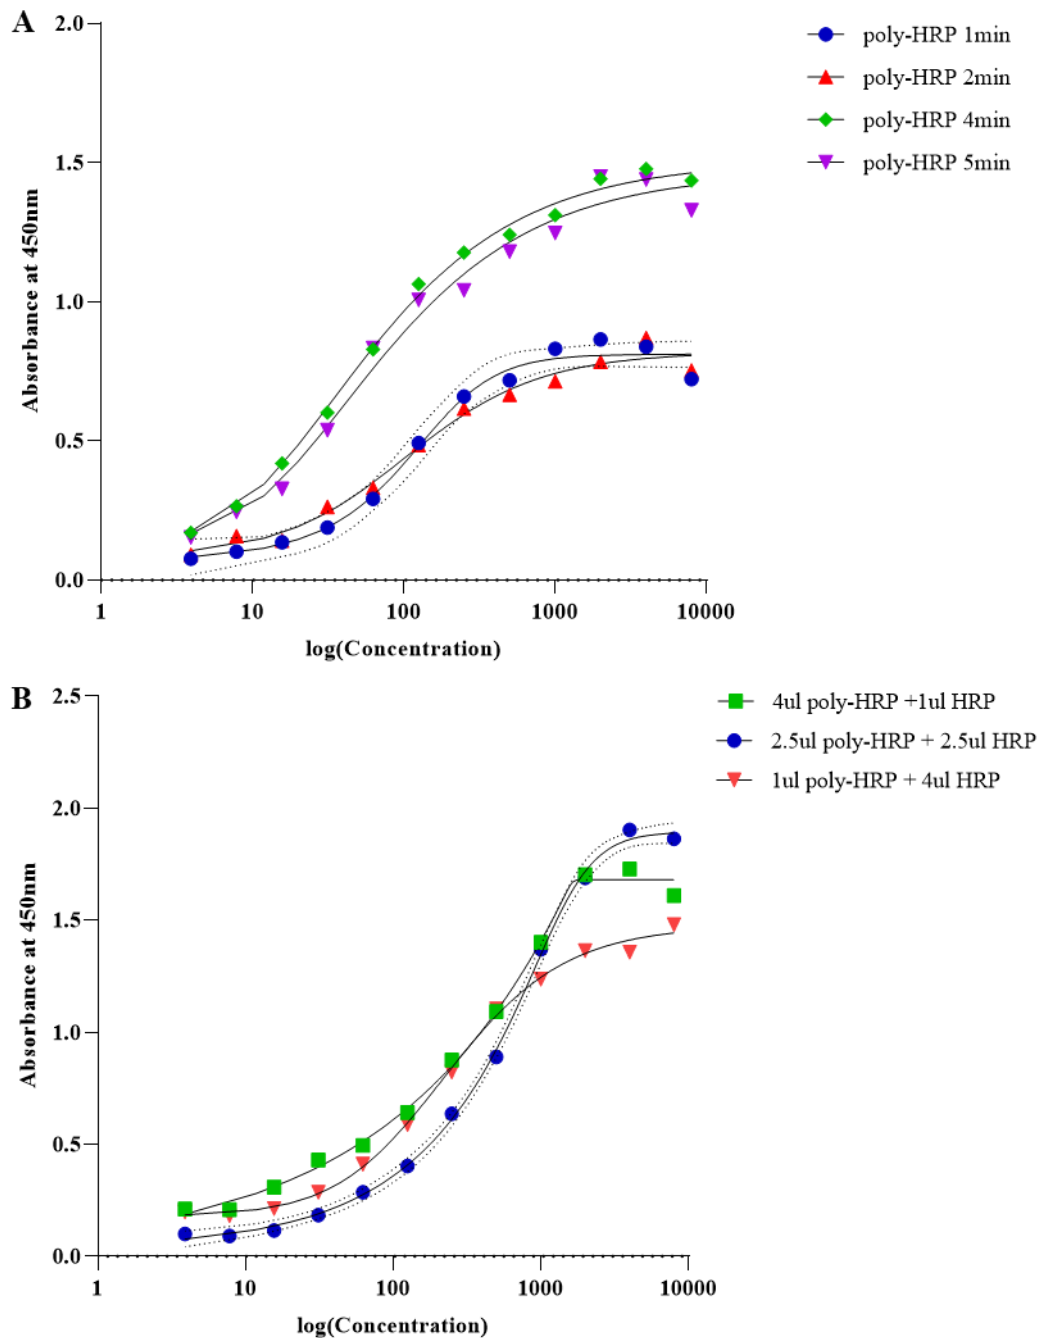 A
2.0
1.5
1.0
0.5
0.0
Absorbance at 450nm
1 10 100 1000 10000
log(Concentration)
poly-HRP 1min
poly-HRP 2min
poly-HRP 4min
poly-HRP 5min
B
2.5
2.0
1.5
1.0
0.5
0.0
Absorbance at 450nm
1 10 100 1000 10000
log(Concentration)
4ul poly-HRP +1ul HRP
2.5ul poly-HRP + 2.5ul HRP
1ul poly-HRP + 4ul HRP